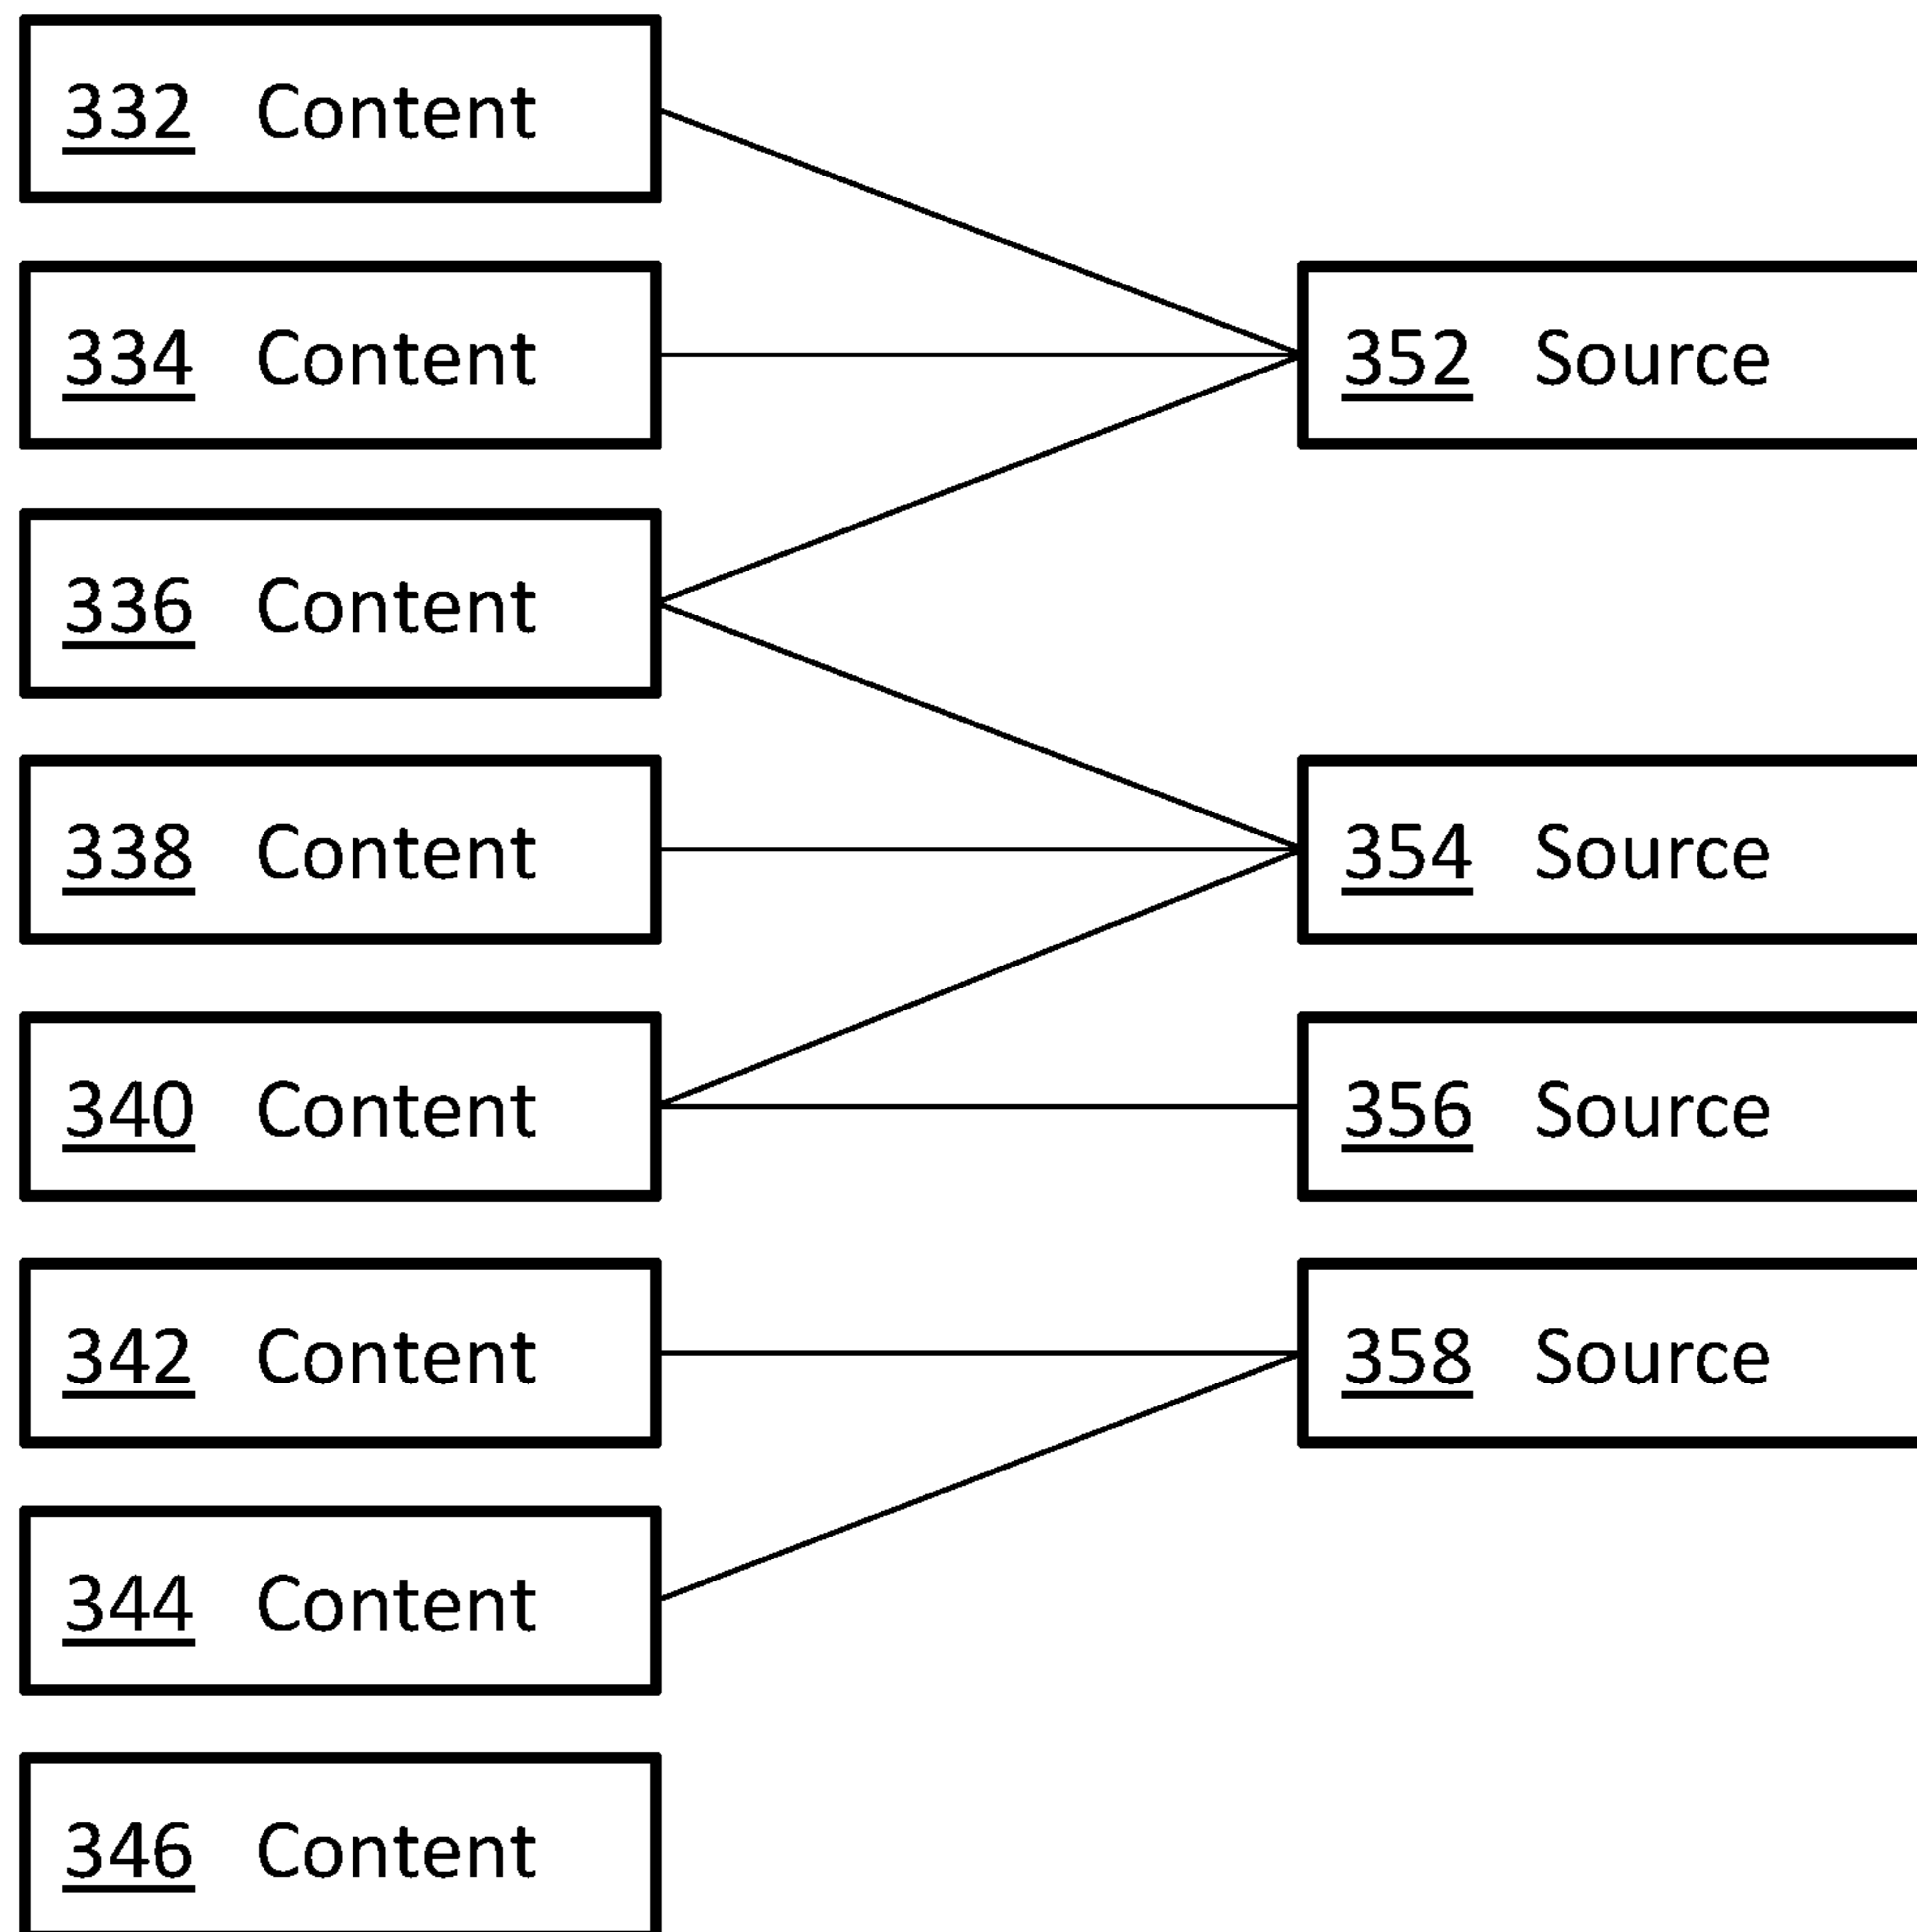 332 Content
334 Content
352 Source
336 Content
338 Content
354 Source
340 Content
356 Source
342 Content
358 Source
344 Content
346 Content